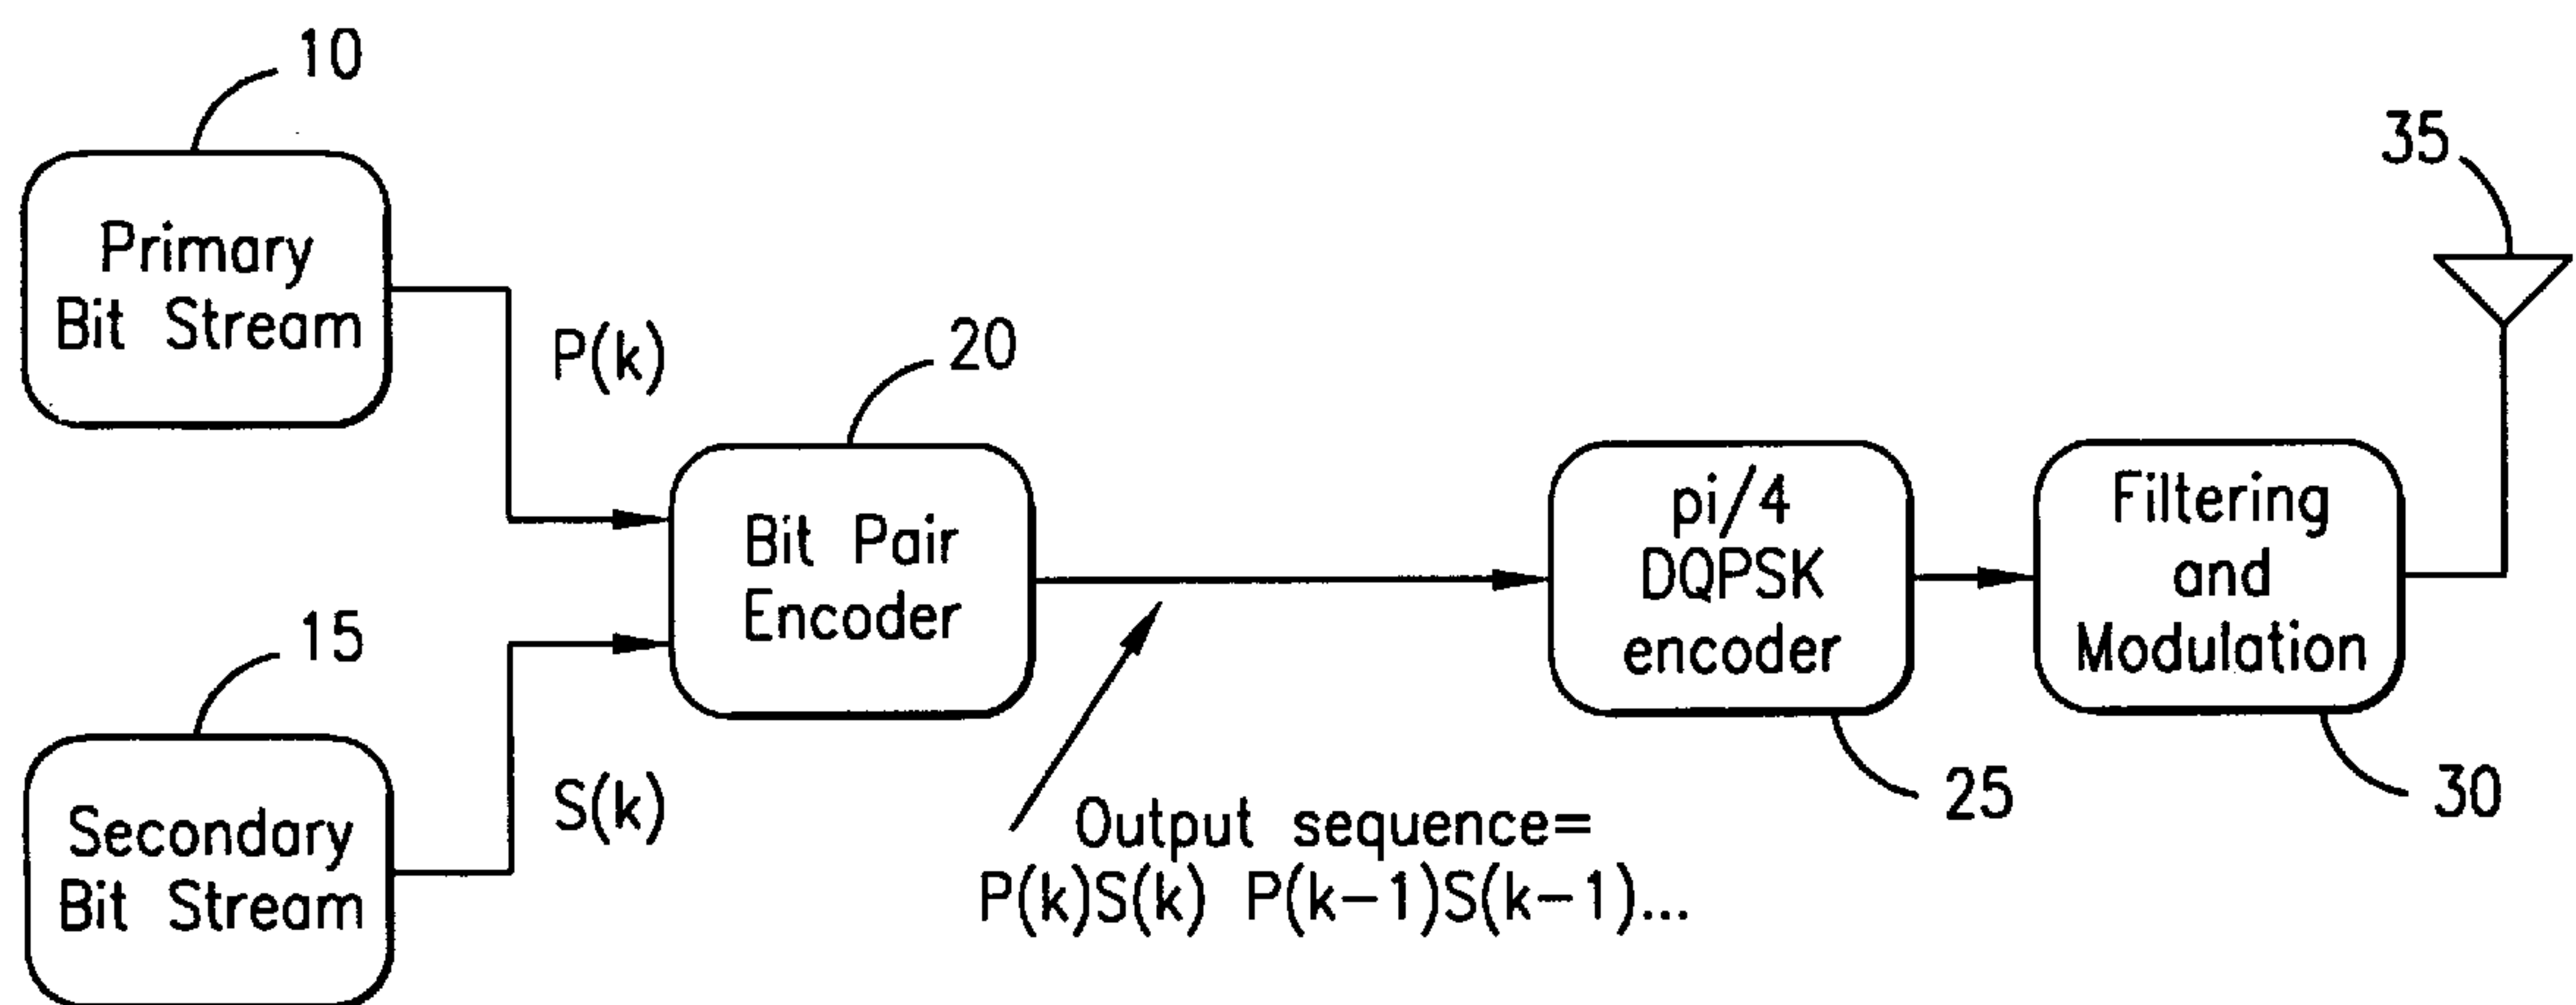 10
Primary
Bit Stream
P(k)
20
Bit Pair
Encoder
15
Secondary
Bit Stream
S(k)
Output sequence=
P(k)S(k) P(k-1)S(k-1)...
pi/4
DQPSK
encoder
25
Filtering
and
Modulation
30
35